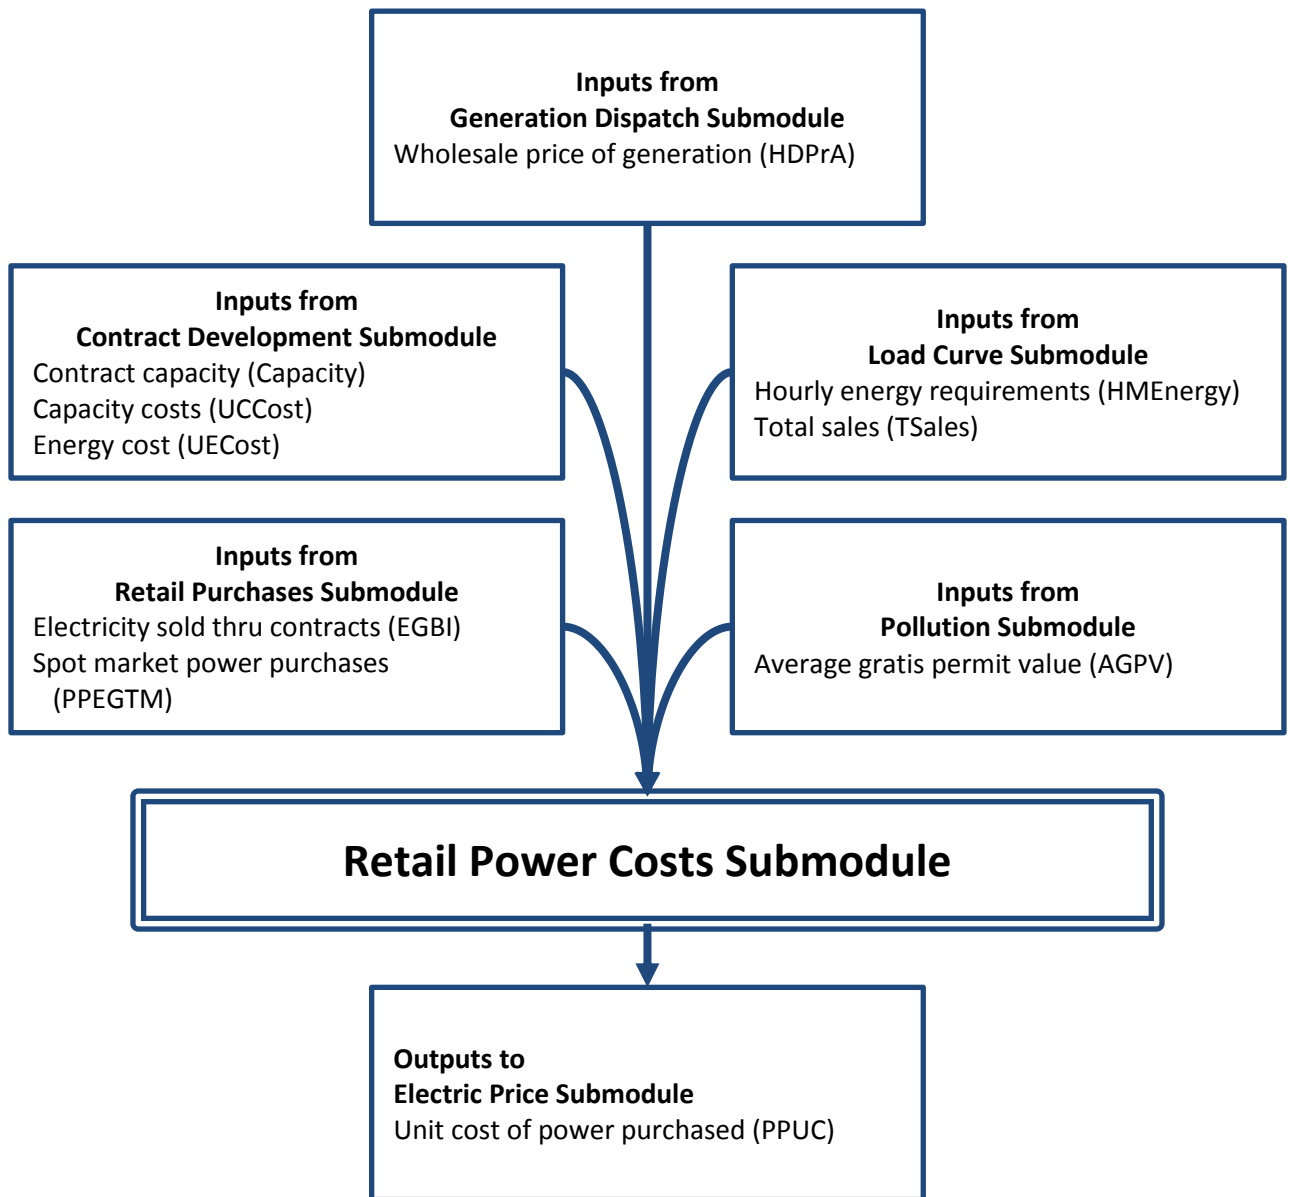 Inputs from
Generation Dispatch Submodule
Wholesale price of generation (HDPrA)
Inputs from
Contract Development Submodule
Contract capacity (Capacity)
Capacity costs (UCCost)
Energy cost (UECost)
Inputs from
Load Curve Submodule
Hourly energy requirements (HMEnergy)
Total sales (TSales)
Inputs from
Retail Purchases Submodule
Electricity sold thru contracts (EGBI)
Spot market power purchases
(PPEGTM)
Inputs from
Pollution Submodule
Average gratis permit value (AGPV)
Retail Power Costs Submodule
Outputs to
Electric Price Submodule
Unit cost of power purchased (PPUC)